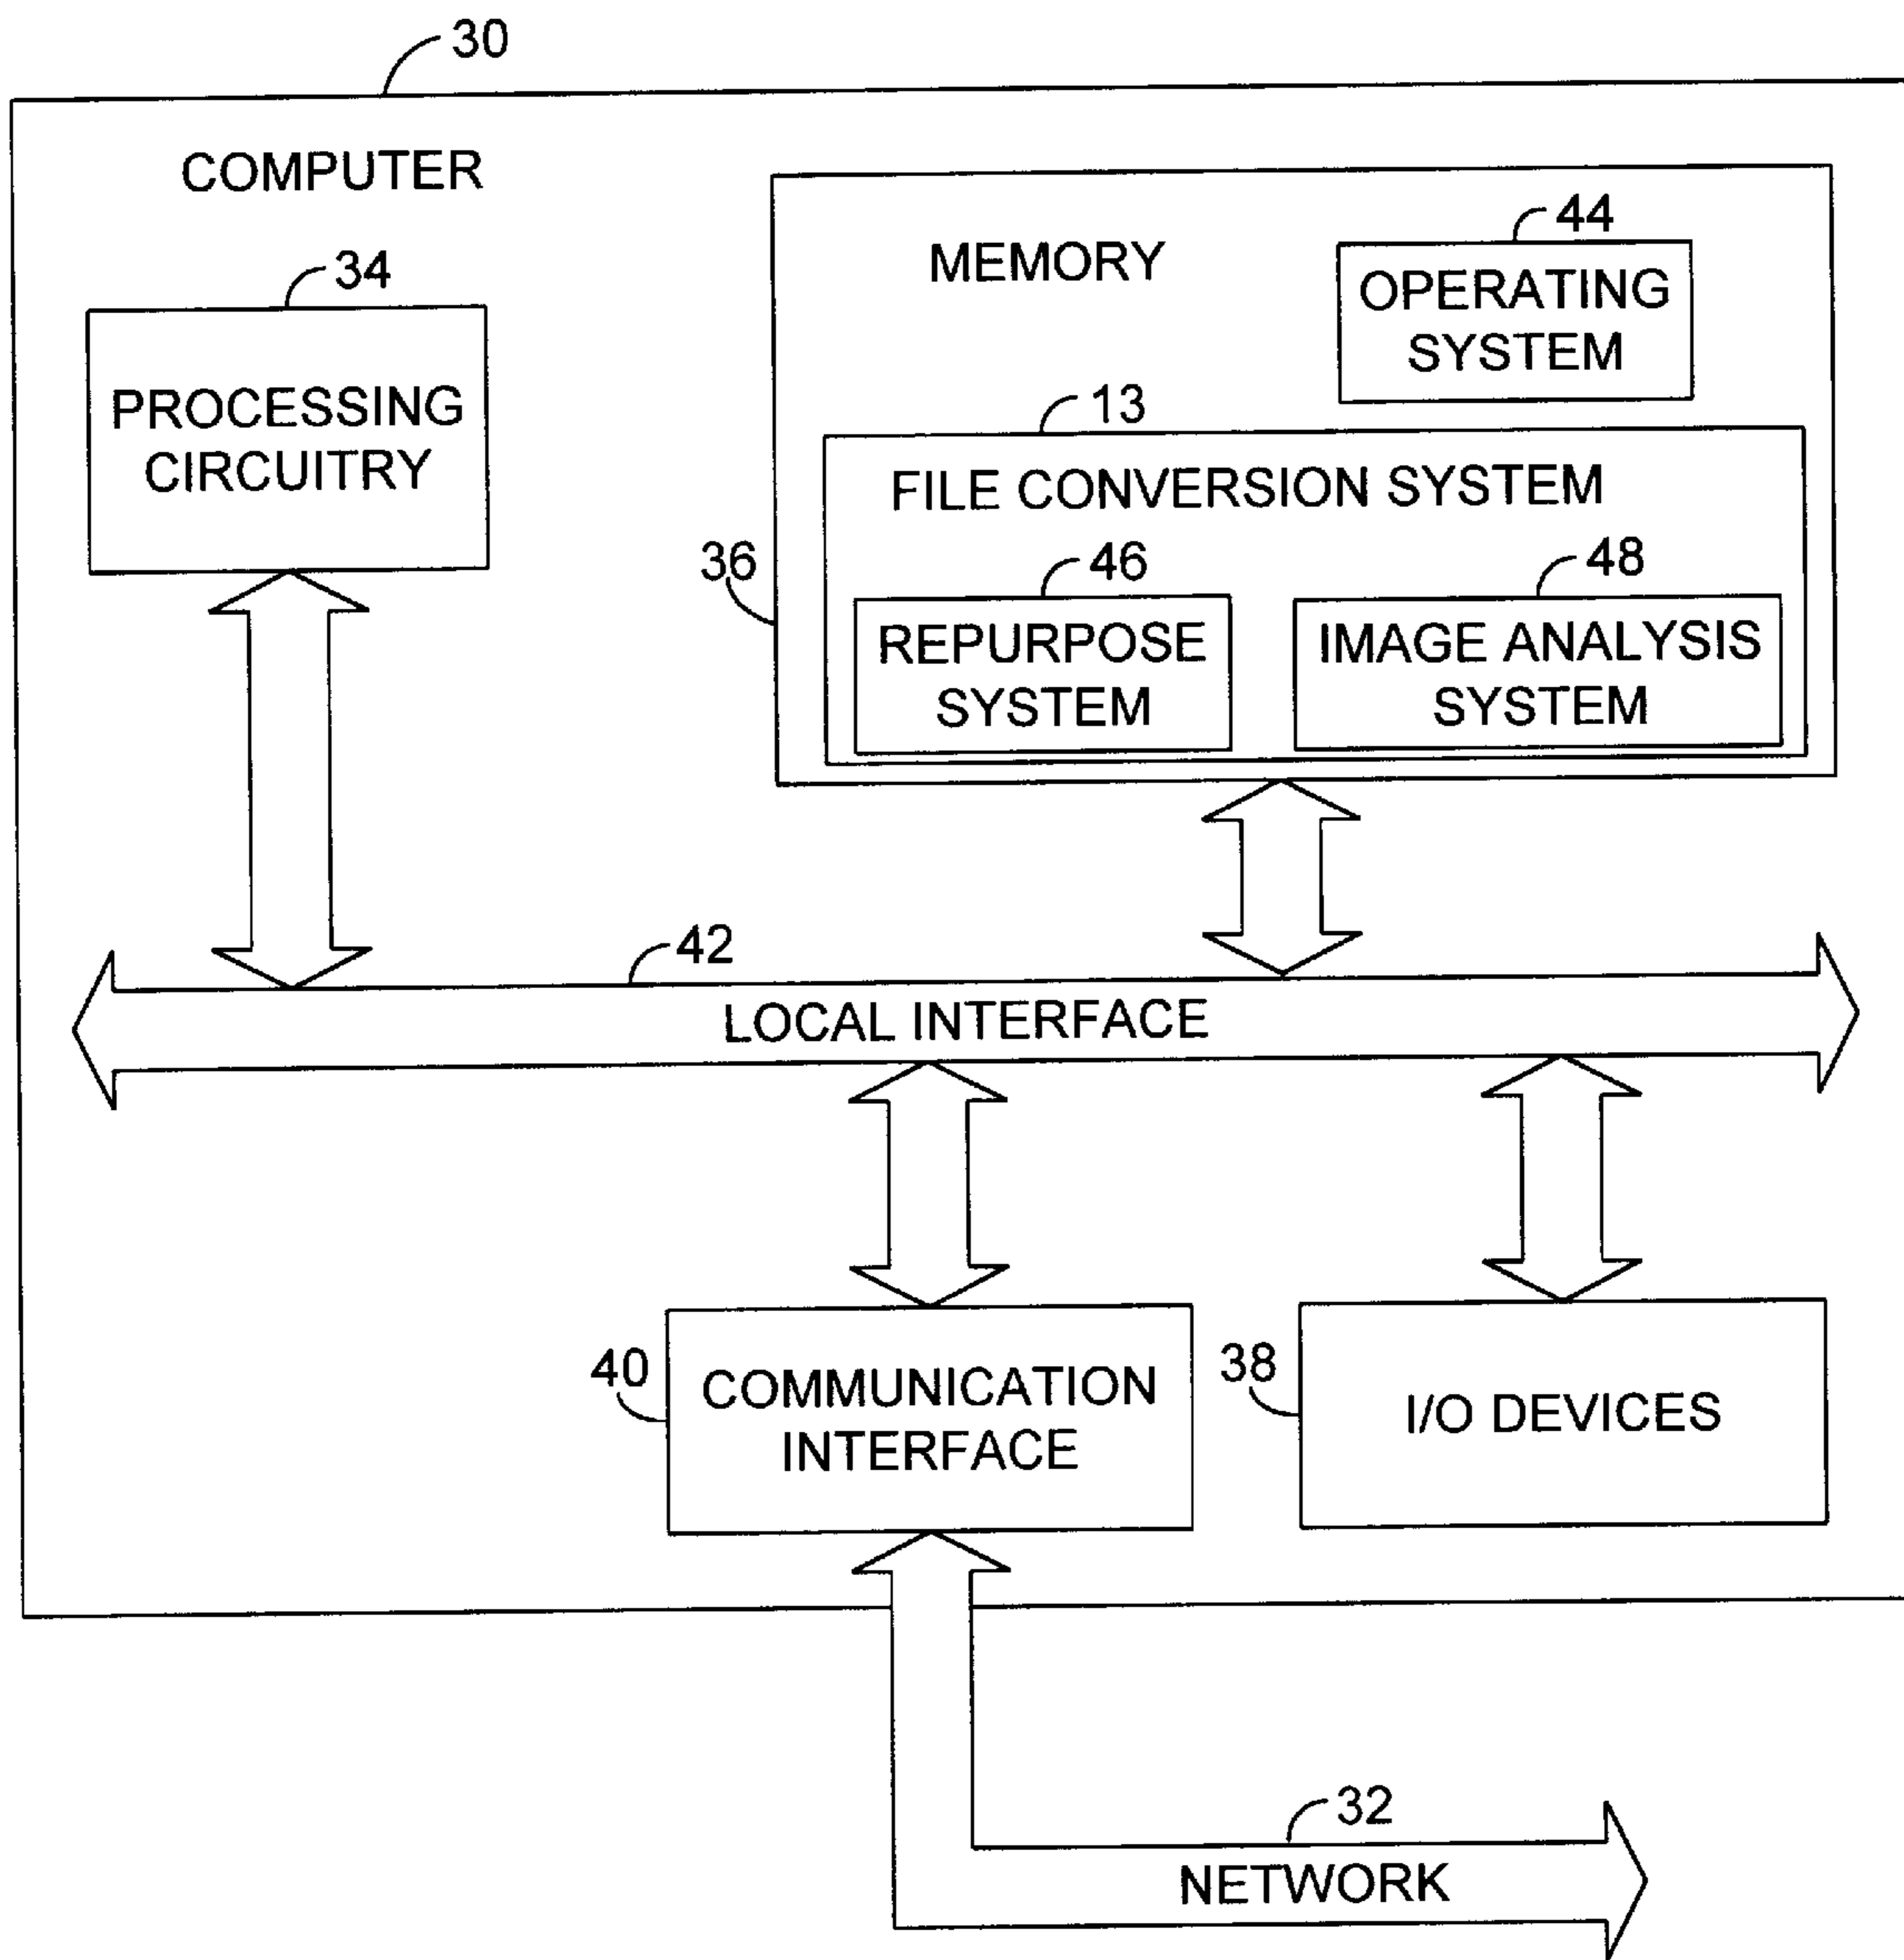 30
COMPUTER
34
PROCESSING
CIRCUITRY
MEMORY
44
OPERATING
SYSTEM
13
FILE CONVERSION SYSTEM
36
46
REPURPOSE
SYSTEM
48
IMAGE ANALYSIS
SYSTEM
42
LOCAL INTERFACE
40
COMMUNICATION
INTERFACE
38
I/O DEVICES
32
NETWORK